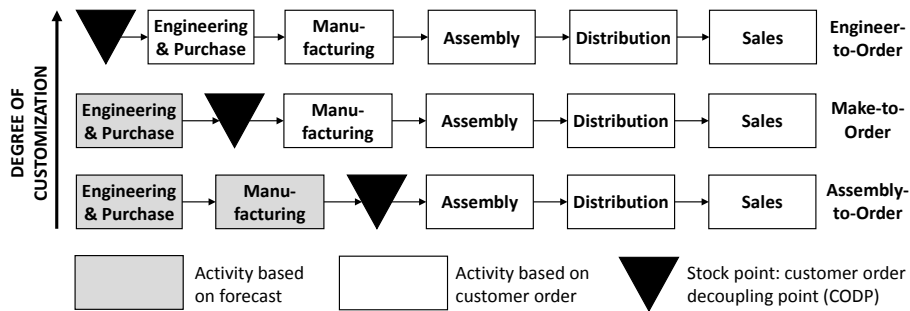 DEGREE OF
CUSTOMIZATION
Engineering
& Purchase
Manu-
facturing
Assembly
Distribution
Sales
Engineer-
to-Order
Engineering
& Purchase
Manu-
facturing
Assembly
Distribution
Sales
Make-to-
Order
Engineering
& Purchase
Manu-
facturing
Assembly
Distribution
Sales
Assembly-
to-Order
Activity based
on forecast
Activity based on
customer order
Stock point: customer order
decoupling point (CODP)